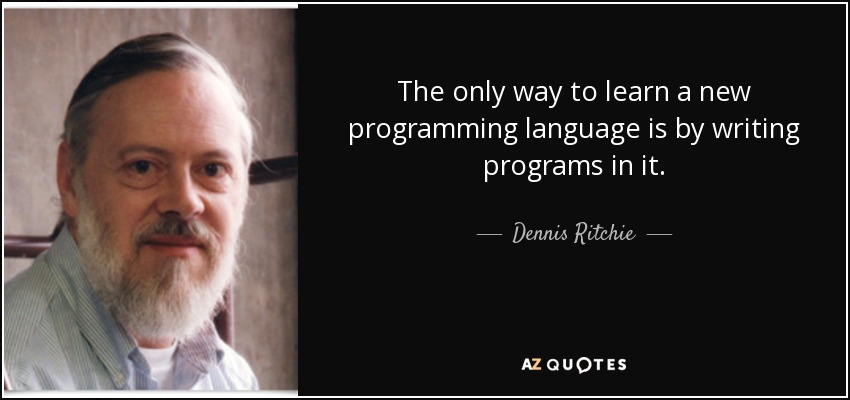 The only way to learn a new
programming language is by writing
programs in it.
Dennis Ritchie
AZ QUOTES